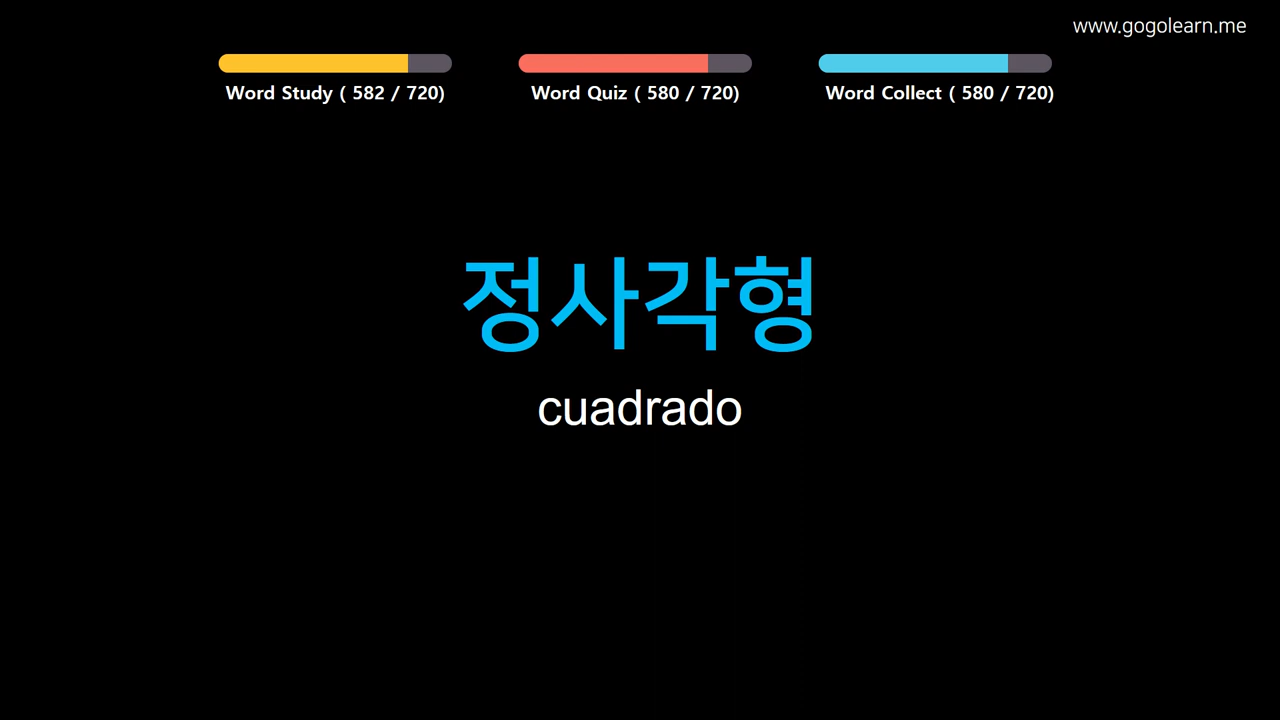 www.gogolearn.me
Word Study ( 582 / 720)
Word Quiz ( 580 / 720)
Word Collect ( 580 / 720)
정사각형
cuadrado